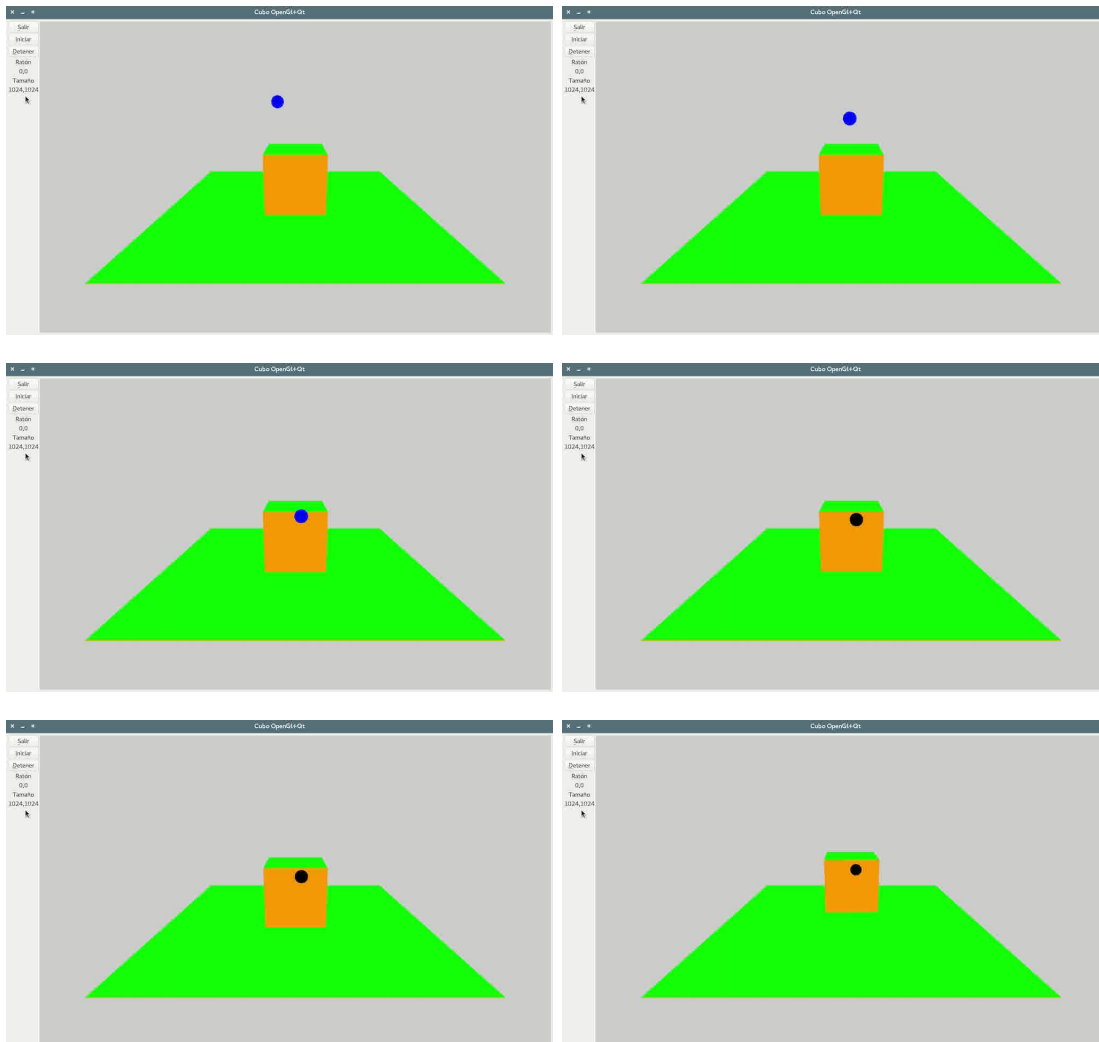 Cubo OpenGl+Qt
Salir
Iniciar
Detener
Ratón
0,0
Tamaño
1024,1024
Cubo OpenGl+Qt
Salir
Iniciar
Detener
Ratón
0,0
Tamaño
1024,1024
Cubo OpenGl+Qt
Salir
Iniciar
Detener
Ratón
0,0
Tamaño
1024,1024
Cubo OpenGl+Qt
Salir
Iniciar
Detener
Ratón
0,0
Tamaño
1024,1024
Cubo OpenGl+Qt
Salir
Iniciar
Detener
Ratón
0,0
Tamaño
1024,1024
Cubo OpenGl+Qt
Salir
Iniciar
Detener
Ratón
0,0
Tamaño
1024,1024